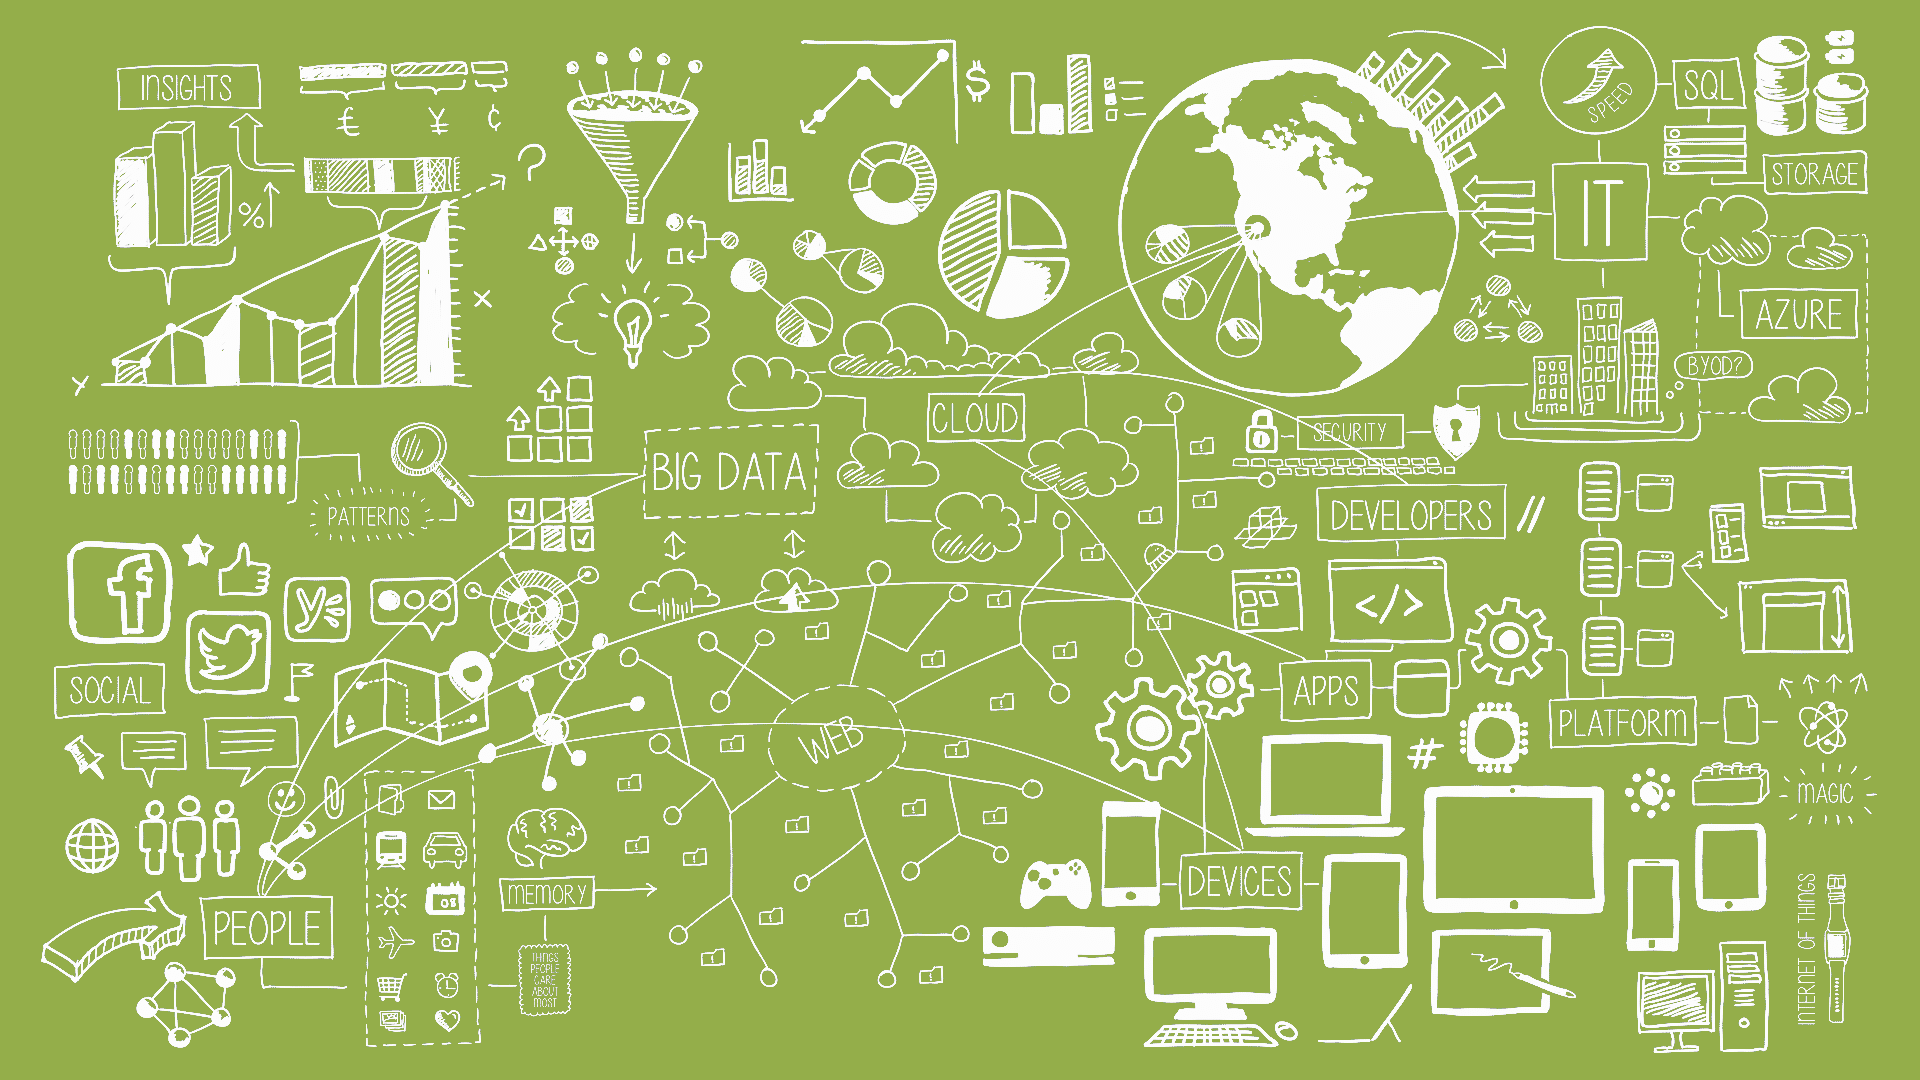 INSIGHTS
£
¥
¢
$
?
%
X
Y
SPEED
SQL
STORAGE
IT
AZURE
BYOD?
CLOUD
SECURITY
BIG DATA
DEVELOPERS
//
PATTERNS
</>
f
y
SOCIAL
APPS
PLATFORM
WEB
#
MAGIC
MEMORY
DEVICES
08
PEOPLE
THINGS
PEOPLE
CARE
ABOUT
MOST
INTERNET OF THINGS